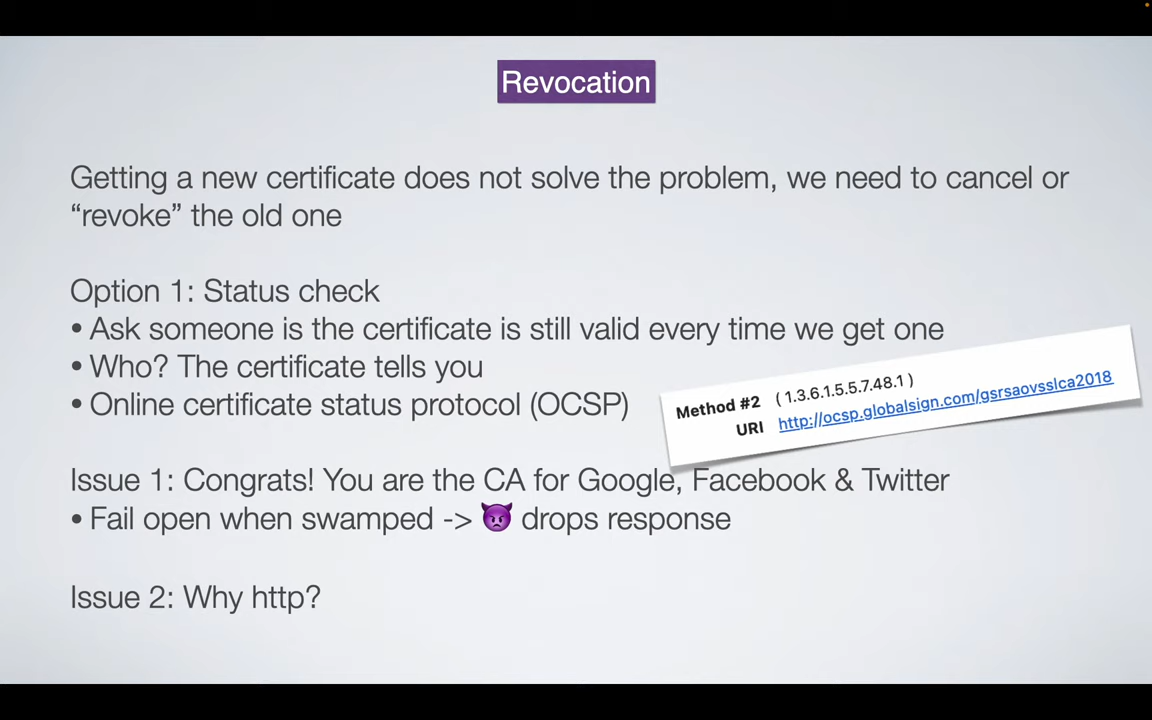 Revocation
Getting a new certificate does not solve the problem, we need to cancel or
“revoke” the old one
Option 1: Status check
• Ask someone is the certificate is still valid every time we get one
• Who? The certificate tells you
• Online certificate status protocol (OCSP)
Method #2 ( 1.3.6.1.5.5.7.48.1 )
URI http://ocsp.globalsign.com/gsrsaovsslca2018
Issue 1: Congrats! You are the CA for Google, Facebook & Twitter
• Fail open when swamped -> 👿 drops response
Issue 2: Why http?